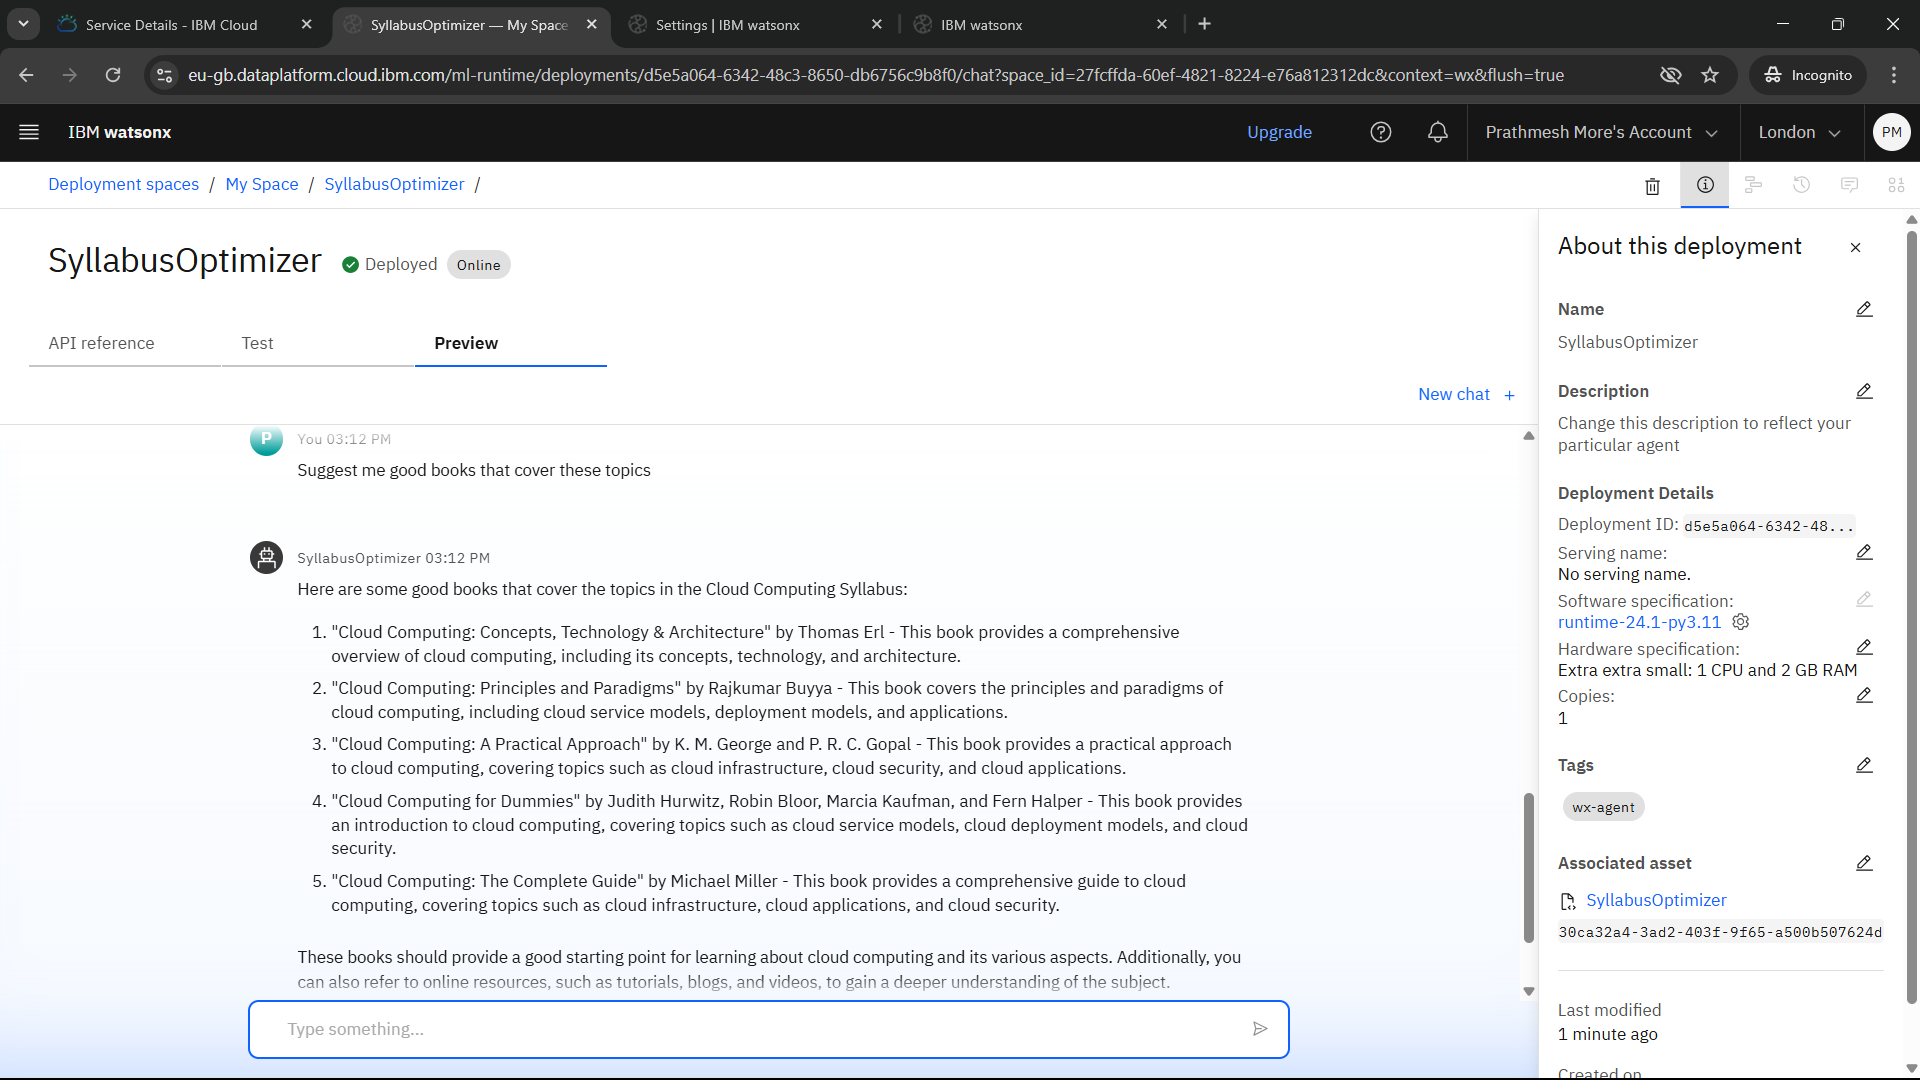 Service Details - IBM Cloud
SyllabusOptimizer — My Space
Settings | IBM watsonx
IBM watsonx
eu-gb.dataplatform.cloud.ibm.com/ml-runtime/deployments/d5e5a064-6342-48c3-8650-db6756c9b8f0/chat?space_id=27fcffda-60ef-4821-8224-e76a812312dc&context=wx&flush=true
Incognito
IBM watsonx
Upgrade
Prathmesh More's Account
London
PM
Deployment spaces / My Space / SyllabusOptimizer /
SyllabusOptimizer
Deployed
Online
API reference
Test
Preview
New chat +
P
You 03:12 PM
Suggest me good books that cover these topics
SyllabusOptimizer 03:12 PM
Here are some good books that cover the topics in the Cloud Computing Syllabus:
1. "Cloud Computing: Concepts, Technology & Architecture" by Thomas Erl - This book provides a comprehensive
overview of cloud computing, including its concepts, technology, and architecture.
2. "Cloud Computing: Principles and Paradigms" by Rajkumar Buyya - This book covers the principles and paradigms of
cloud computing, including cloud service models, deployment models, and applications.
3. "Cloud Computing: A Practical Approach" by K. M. George and P. R. C. Gopal - This book provides a practical approach
to cloud computing, covering topics such as cloud infrastructure, cloud security, and cloud applications.
4. "Cloud Computing for Dummies" by Judith Hurwitz, Robin Bloor, Marcia Kaufman, and Fern Halper - This book provides
an introduction to cloud computing, covering topics such as cloud service models, cloud deployment models, and cloud
security.
5. "Cloud Computing: The Complete Guide" by Michael Miller - This book provides a comprehensive guide to cloud
computing, covering topics such as cloud infrastructure, cloud applications, and cloud security.
These books should provide a good starting point for learning about cloud computing and its various aspects. Additionally, you
can also refer to online resources, such as tutorials, blogs, and videos, to gain a deeper understanding of the subject.
Type something...
About this deployment
Name
SyllabusOptimizer
Description
Change this description to reflect your
particular agent
Deployment Details
Deployment ID: d5e5a064-6342-48...
Serving name:
No serving name.
Software specification:
runtime-24.1-py3.11
Hardware specification:
Extra extra small: 1 CPU and 2 GB RAM
Copies:
1
Tags
wx-agent
Associated asset
SyllabusOptimizer
30ca32a4-3ad2-403f-9f65-a500b507624d
Last modified
1 minute ago
Created on